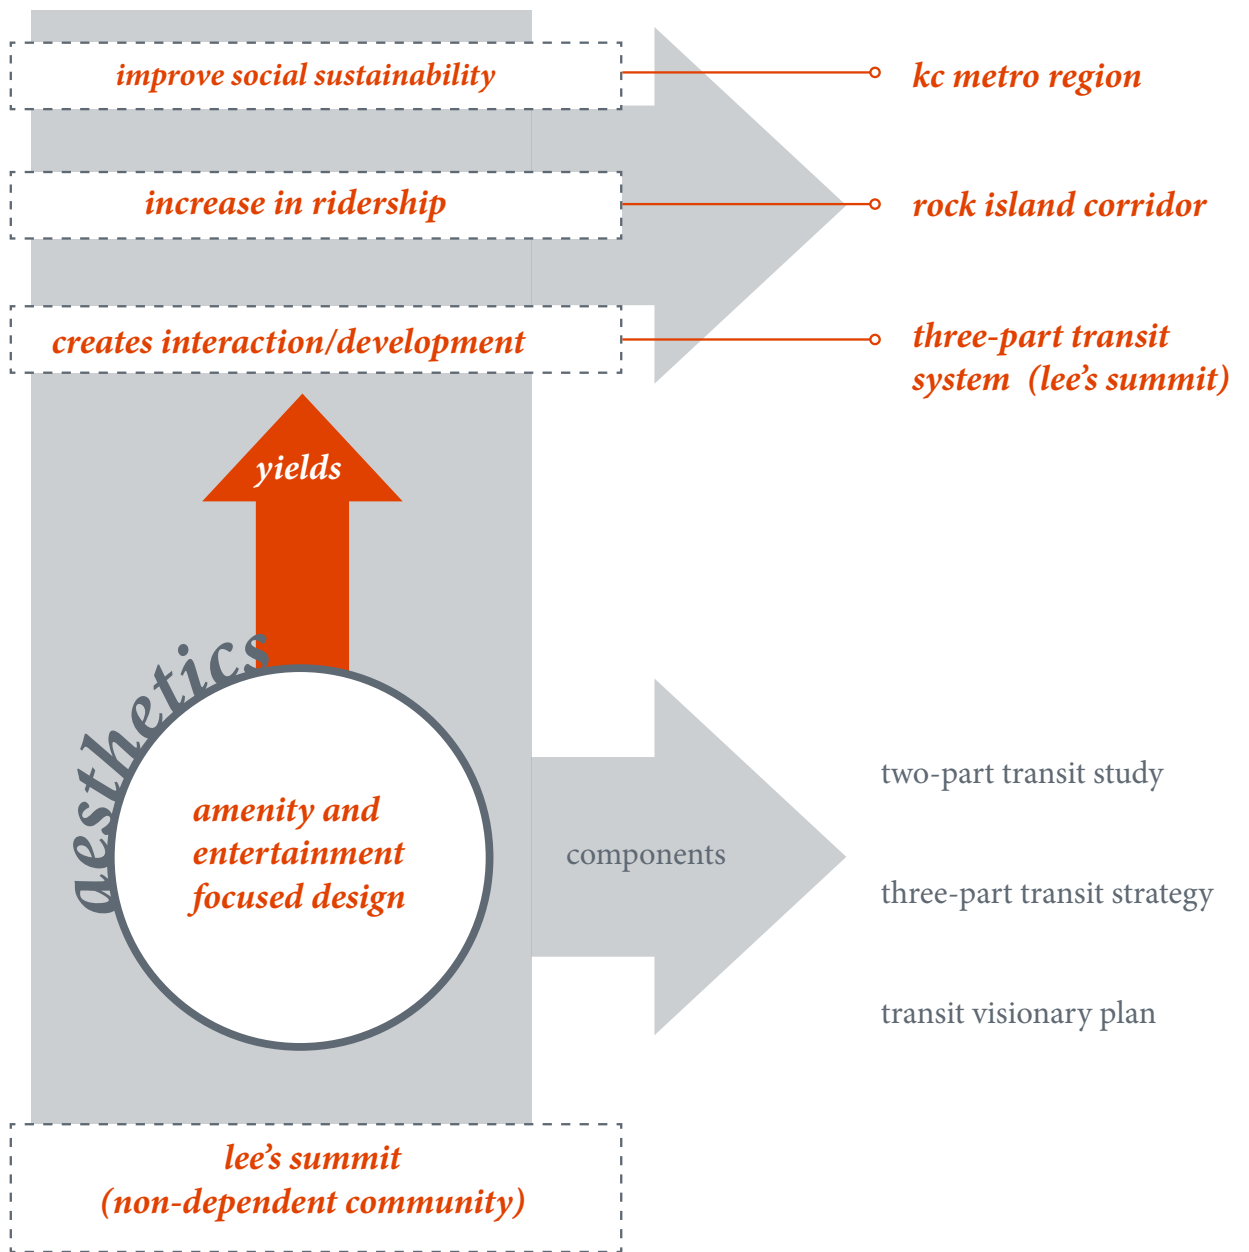 improve social sustainability
kc metro region
increase in ridership
rock island corridor
creates interaction/development
three-part transit
system (lee's summit)
yields
aesthetics
amenity and
entertainment
focused design
components
two-part transit study
three-part transit strategy
transit visionary plan
lee's summit
(non-dependent community)